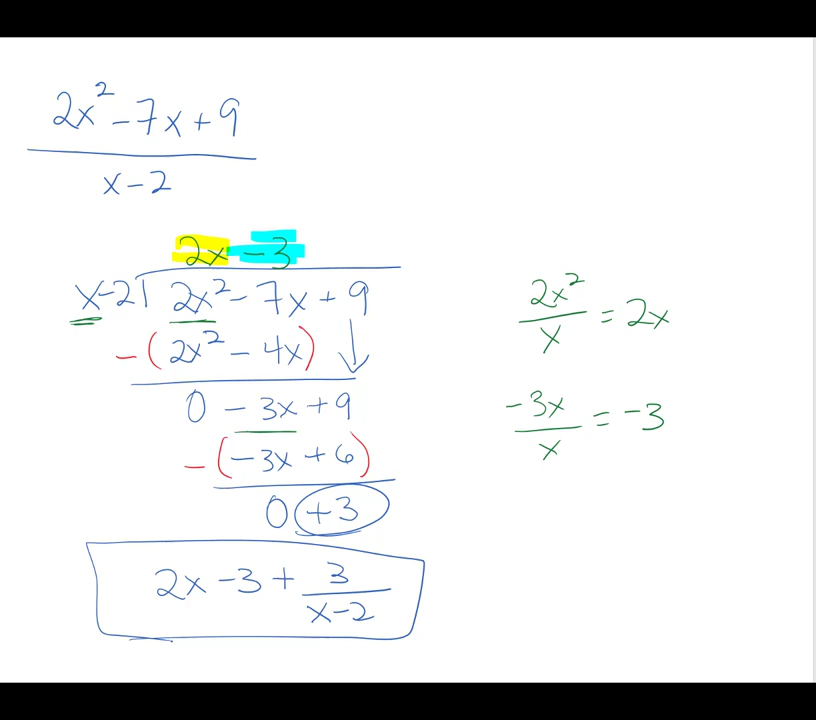 2x² - 7x + 9
x - 2
2x - 3
x - 2) 2x² - 7x + 9
-(2x² - 4x)
0 - 3x + 9
-(-3x + 6)
0 + 3
2x - 3 + 3/(x - 2)
2x²/x = 2x
-3x/x = -3